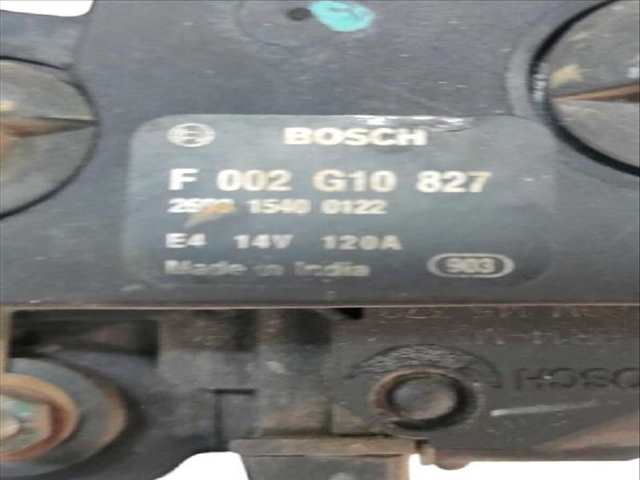 BOSCH
F 002 G10 827
1540 0122
E4 14V 120A
Made in India 903